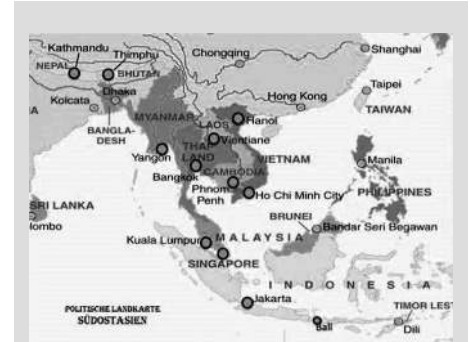 Shanghai
Chongqing
Kathmandu
Thimphu
NEPAL
BHUTAN
Taipei
Dhaka
Hong Kong
Kolcata
TAIWAN
MYANMAR
Hanoi
LAOS
BANGLA-
DESH
Vientiane
THAI
LAND
Yangon
VIETNAM
Manila
Bangkok
CAMBODIA
Phnom
Penh
Ho Chi Minh City
PHILIPPINES
SRI LANKA
lombo
BRUNEI
Bandar Seri Begawan
Kuala Lumpur
MALAYSIA
SINGAPORE
INDONESIA
Jakarta
TIMOR LEST
POLITISCHE LANDKARTE
SÜDOSTASIEN
Bali
Dili